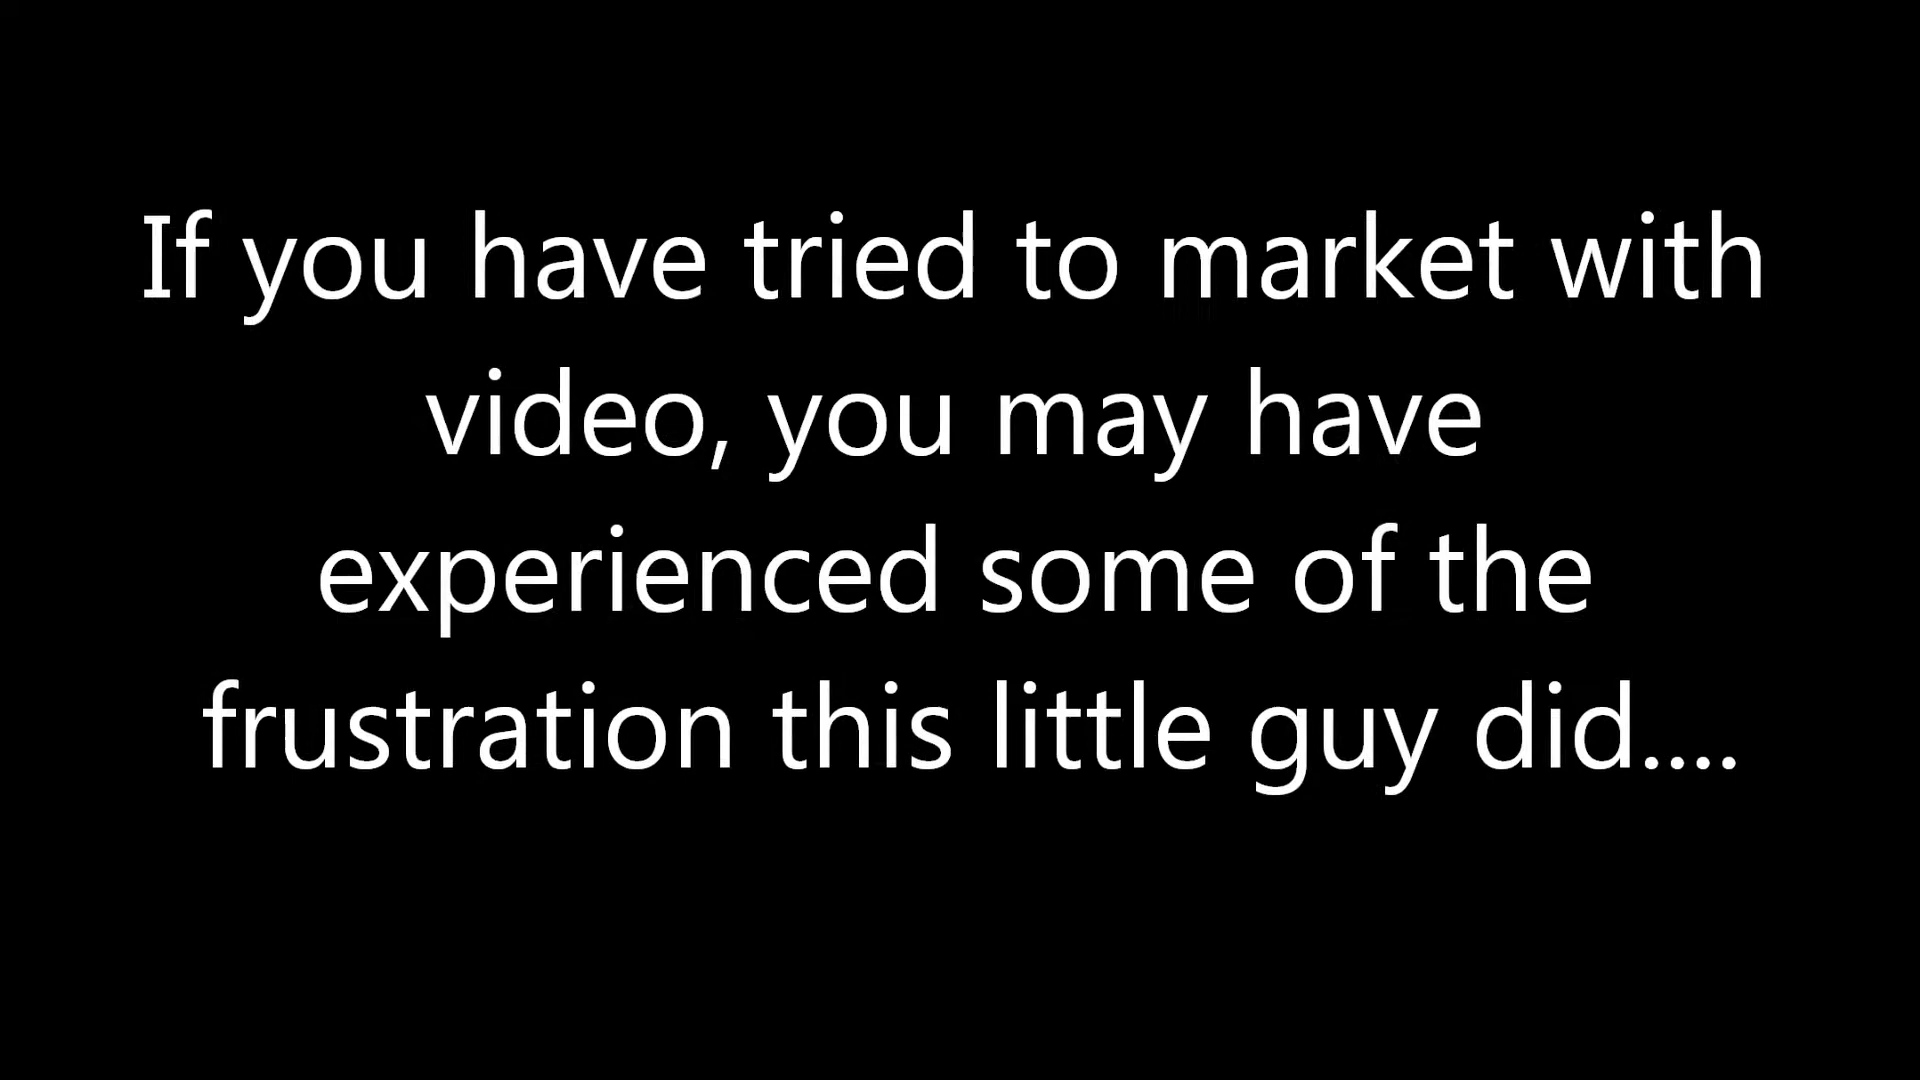 If you have tried to market with
video, you may have
experienced some of the
frustration this little guy did....